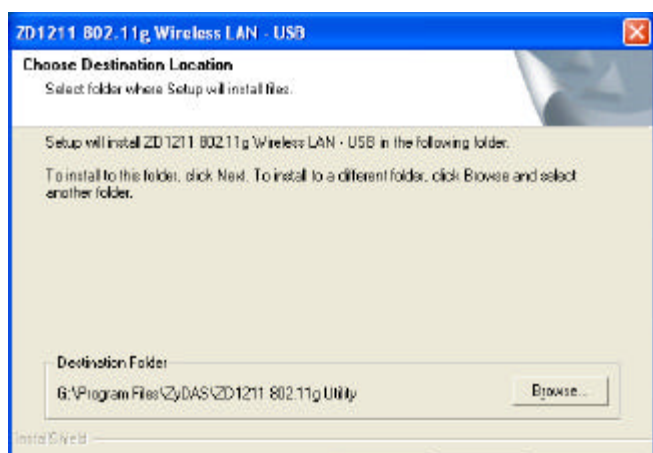 ZD1211 802.11g Wireless LAN - USB
Choose Destination Location
Select folder where Setup will install files.
Setup will install ZD1211 802.11g Wireless LAN - USB in the following folder.
To install to this folder, click Next. To install to a different folder, click Browse and select
another folder.
Destination Folder
G:\Program Files\ZyDAS\ZD1211 802.11g Utility
Browse...
InstallShield